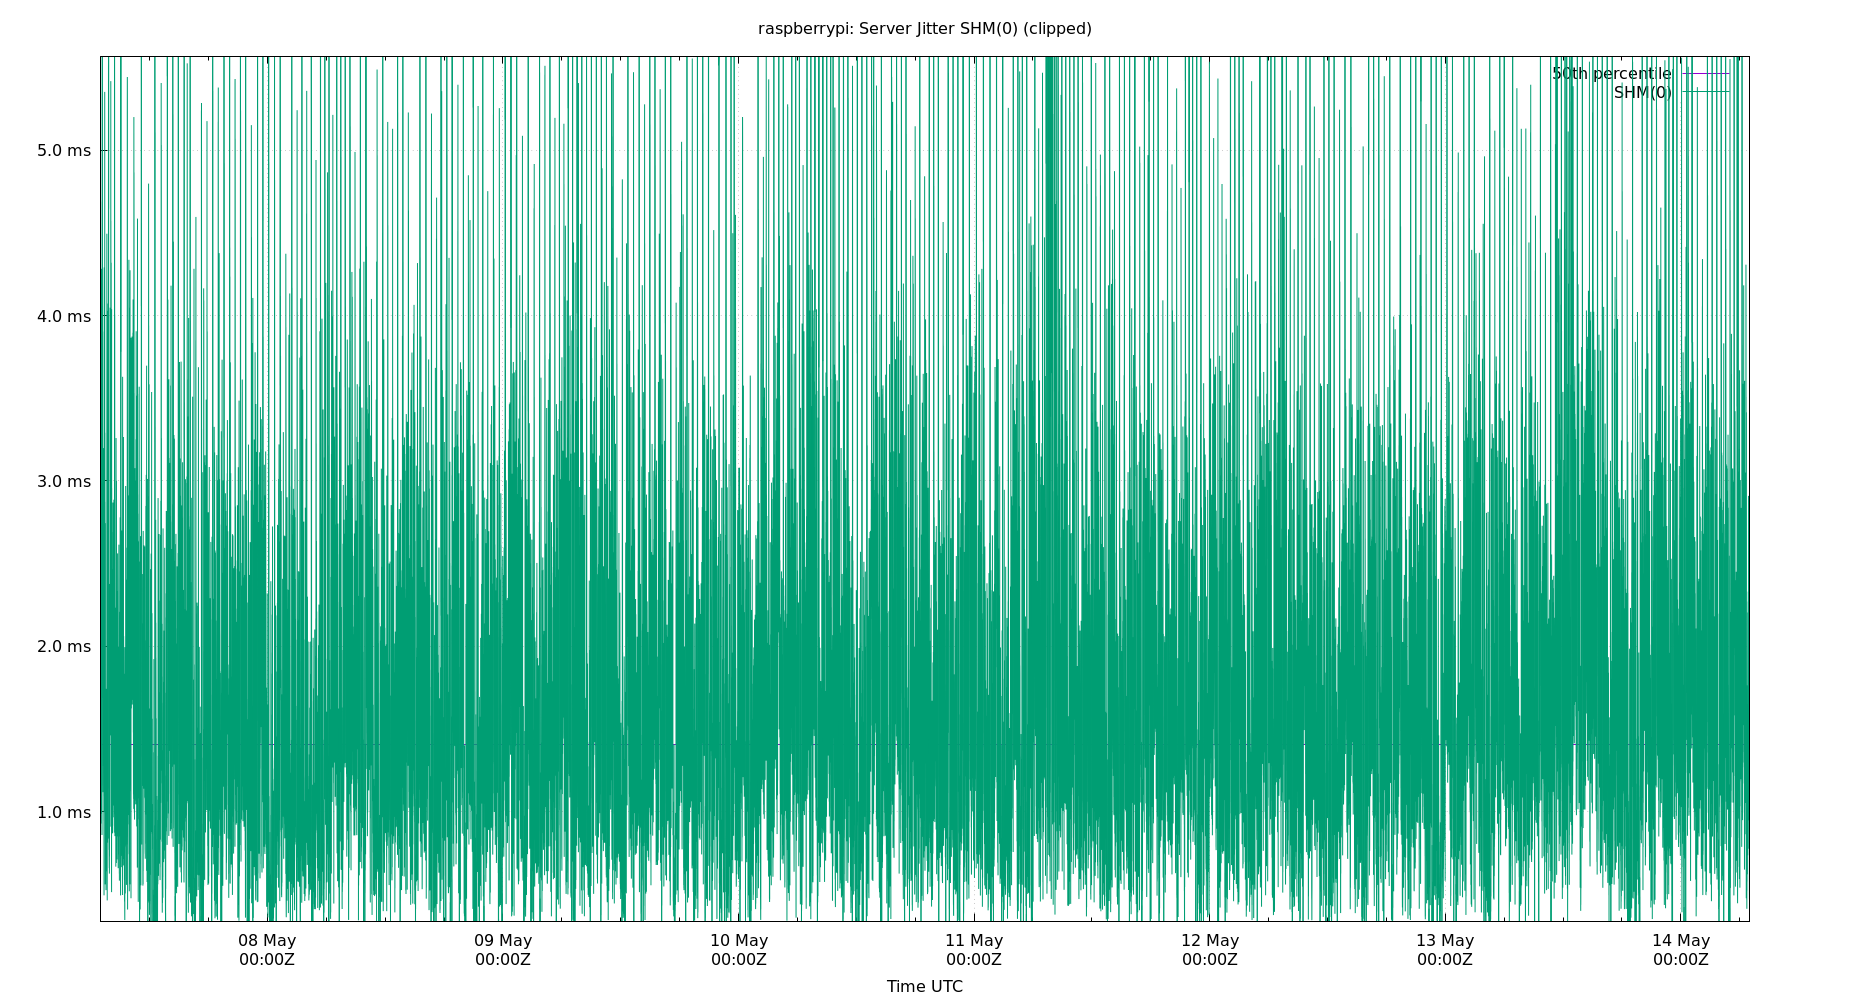 raspberrypi: Server Jitter SHM(0) (clipped)
50th percentile
SHM(0)
5.0 ms
4.0 ms
3.0 ms
2.0 ms
1.0 ms
08 May 09 May 10 May 11 May 12 May 13 May 14 May
00:00Z 00:00Z 00:00Z 00:00Z 00:00Z 00:00Z 00:00Z
Time UTC